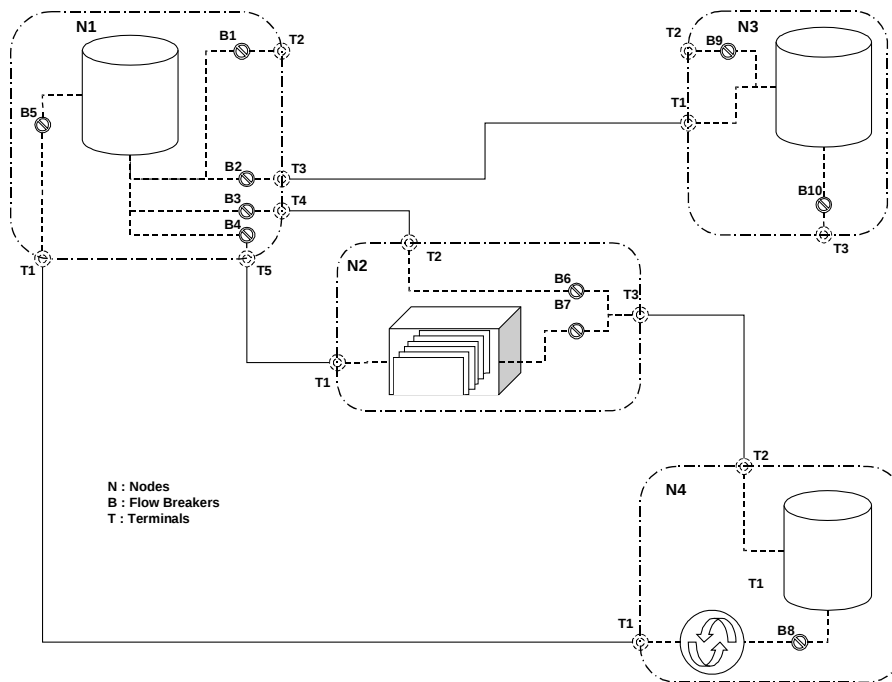 N1
B1
T2
B5
B2
T3
B3
T4
B4
T1
T5
T2
B9
N3
T1
B10
T3
N2
T2
B6
B7
T3
T1
T2
N4
T1
T1
B8
N : Nodes
B : Flow Breakers
T : Terminals